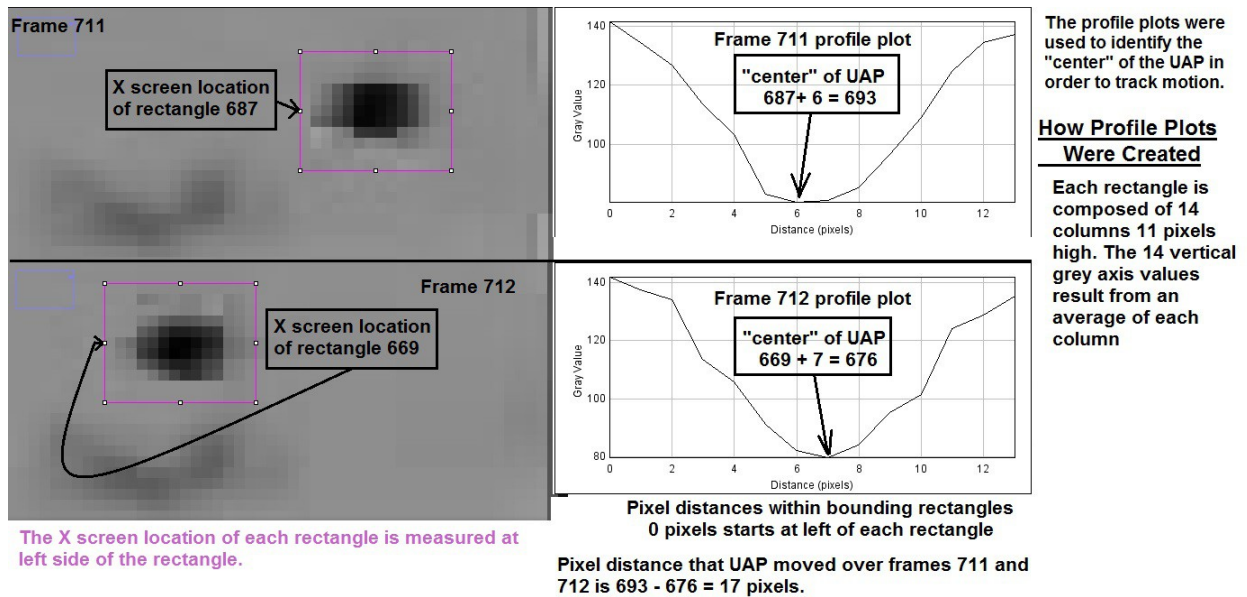 Frame 711
X screen location
of rectangle 687
140
120
100
Gray Value
Frame 711 profile plot
"center" of UAP
687+ 6 = 693
0 2 4 6 8 10 12
Distance (pixels)
The profile plots were
used to identify the
"center" of the UAP in
order to track motion.
How Profile Plots
Were Created
Each rectangle is
composed of 14
columns 11 pixels
high. The 14 vertical
grey axis values
result from an
average of each
column
Frame 712
X screen location
of rectangle 669
140
120
100
80
Gray Value
Frame 712 profile plot
"center" of UAP
669 + 7 = 676
0 2 4 6 8 10 12
Distance (pixels)
The X screen location of each rectangle is measured at
left side of the rectangle.
Pixel distances within bounding rectangles
0 pixels starts at left of each rectangle
Pixel distance that UAP moved over frames 711 and
712 is 693 - 676 = 17 pixels.